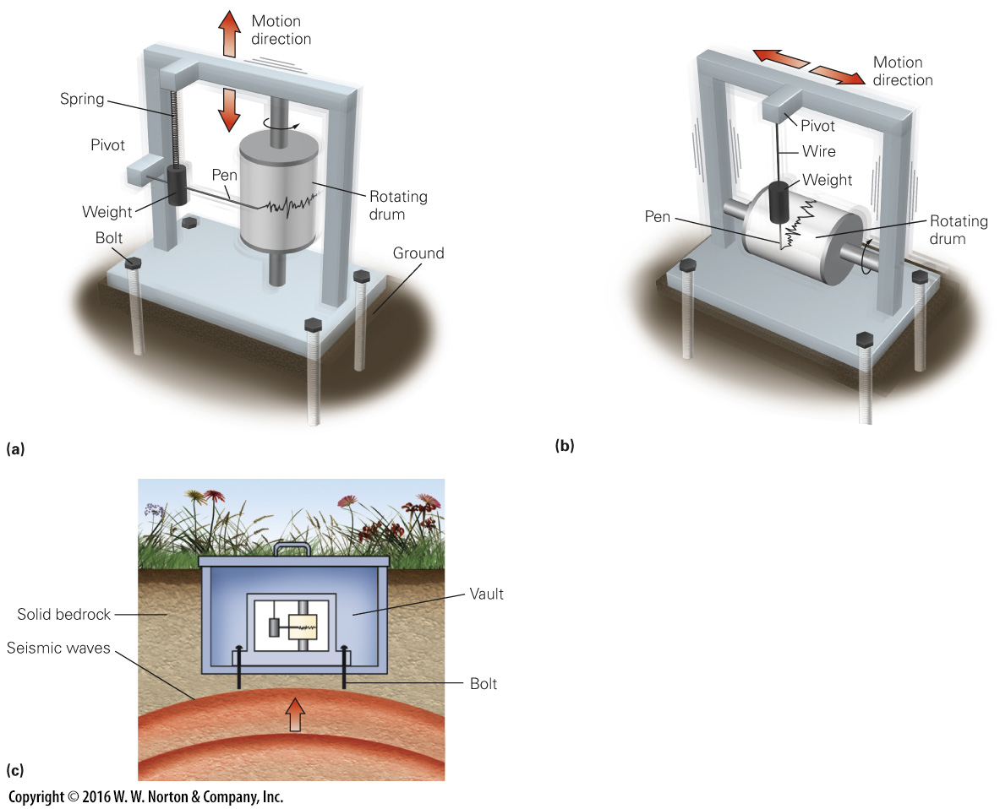 Motion
direction
Spring
Pivot
Pen
Weight
Rotating
drum
Bolt
Ground
(a)
Motion
direction
Pivot
Wire
Weight
Pen
Rotating
drum
(b)
Solid bedrock
Vault
Seismic waves
Bolt
(c)
Copyright © 2016 W. W. Norton & Company, Inc.